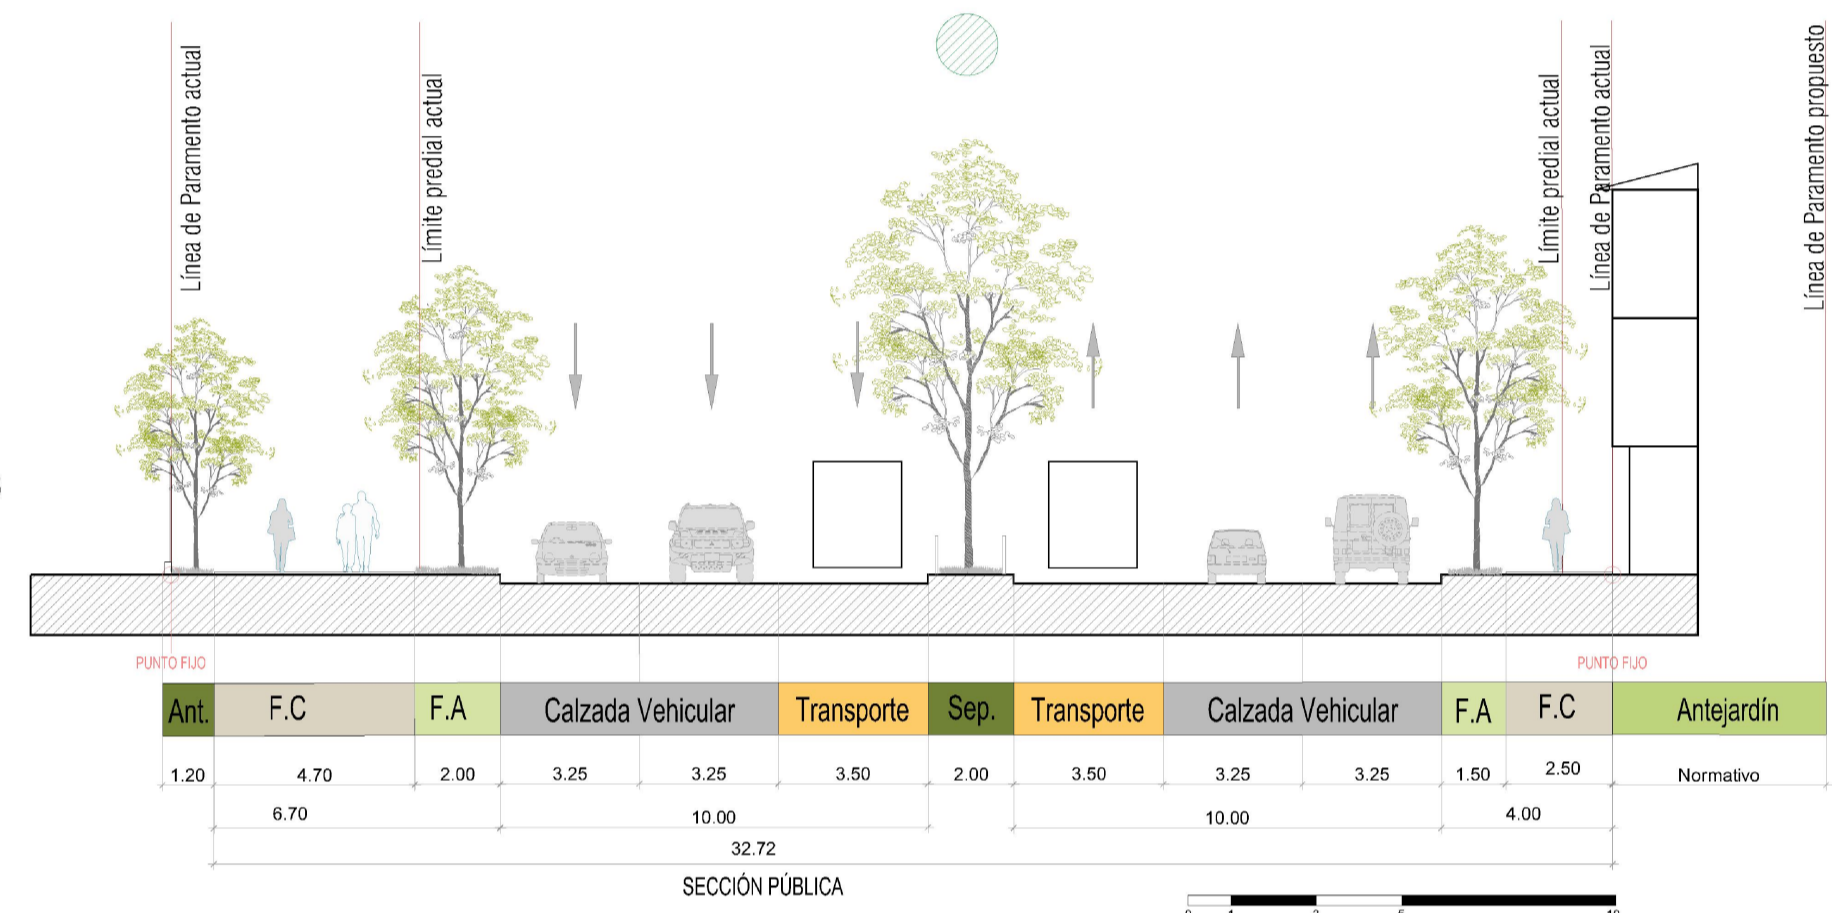 Línea de Paramento actual
Límite predial actual
Límite predial actual
Línea de Paramento actual
Línea de Paramento propuesto
PUNTO FIJO
PUNTO FIJO
Ant. F.C F.A Calzada Vehicular Transporte Sep. Transporte Calzada Vehicular F.A F.C Antejardín
1.20 4.70 2.00 3.25 3.25 3.50 2.00 3.50 3.25 3.25 1.50 2.50 Normativo
6.70 10.00 10.00 4.00
32.72
SECCIÓN PÚBLICA